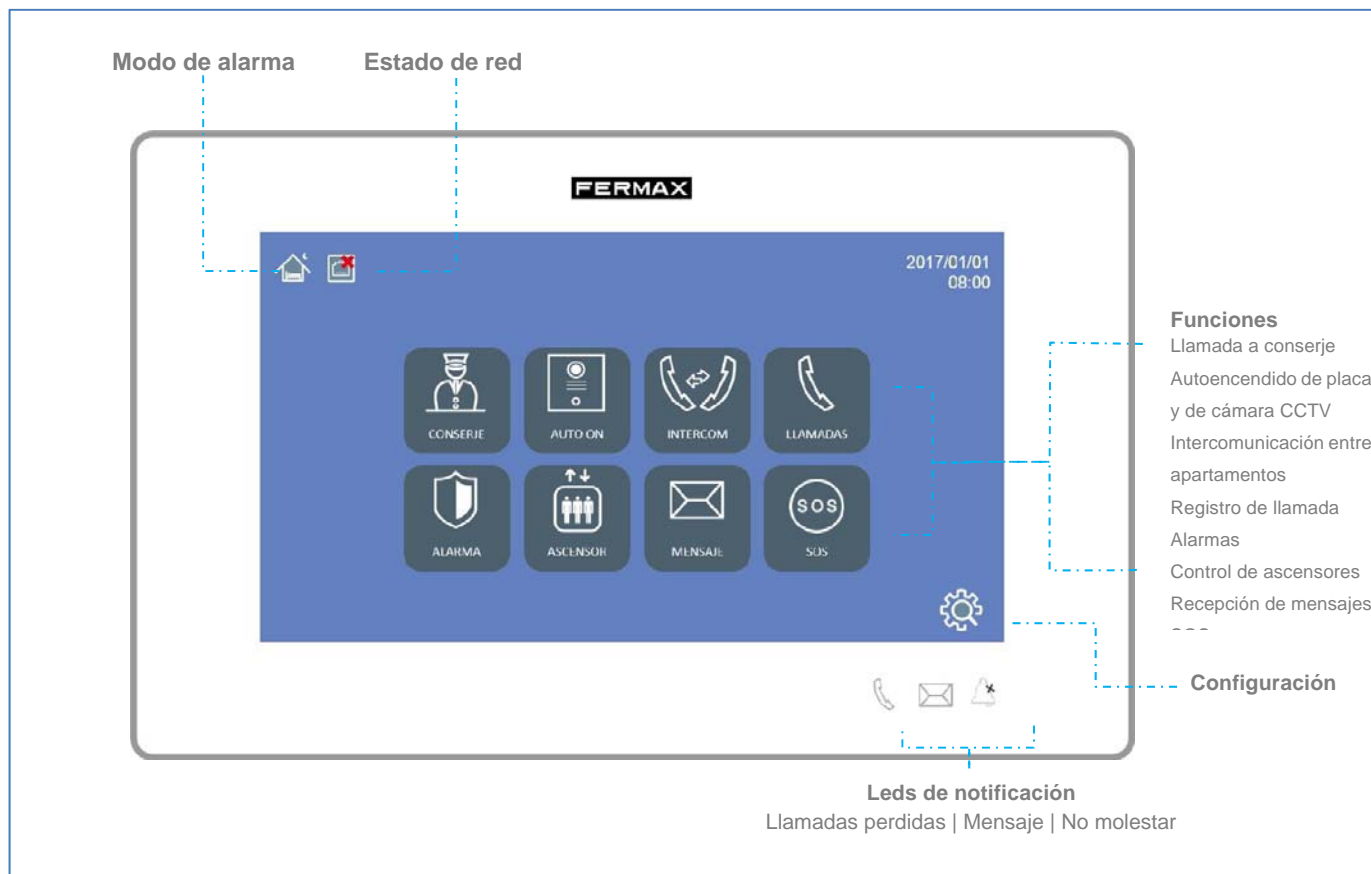 Modo de alarma
Estado de red
FERMAX
2017/01/01
08:00
CONSERJE
AUTO ON
INTERCOM
LLAMADAS
ALARMA
ASCENSOR
MENSAJE
SOS
SOS
Funciones
Llamada a conserje
Autoencendido de placa
y de cámara CCTV
Intercomunicación entre
apartamentos
Registro de llamada
Alarmas
Control de ascensores
Recepción de mensajes
Configuración
Leds de notificación
Llamadas perdidas | Mensaje | No molestar